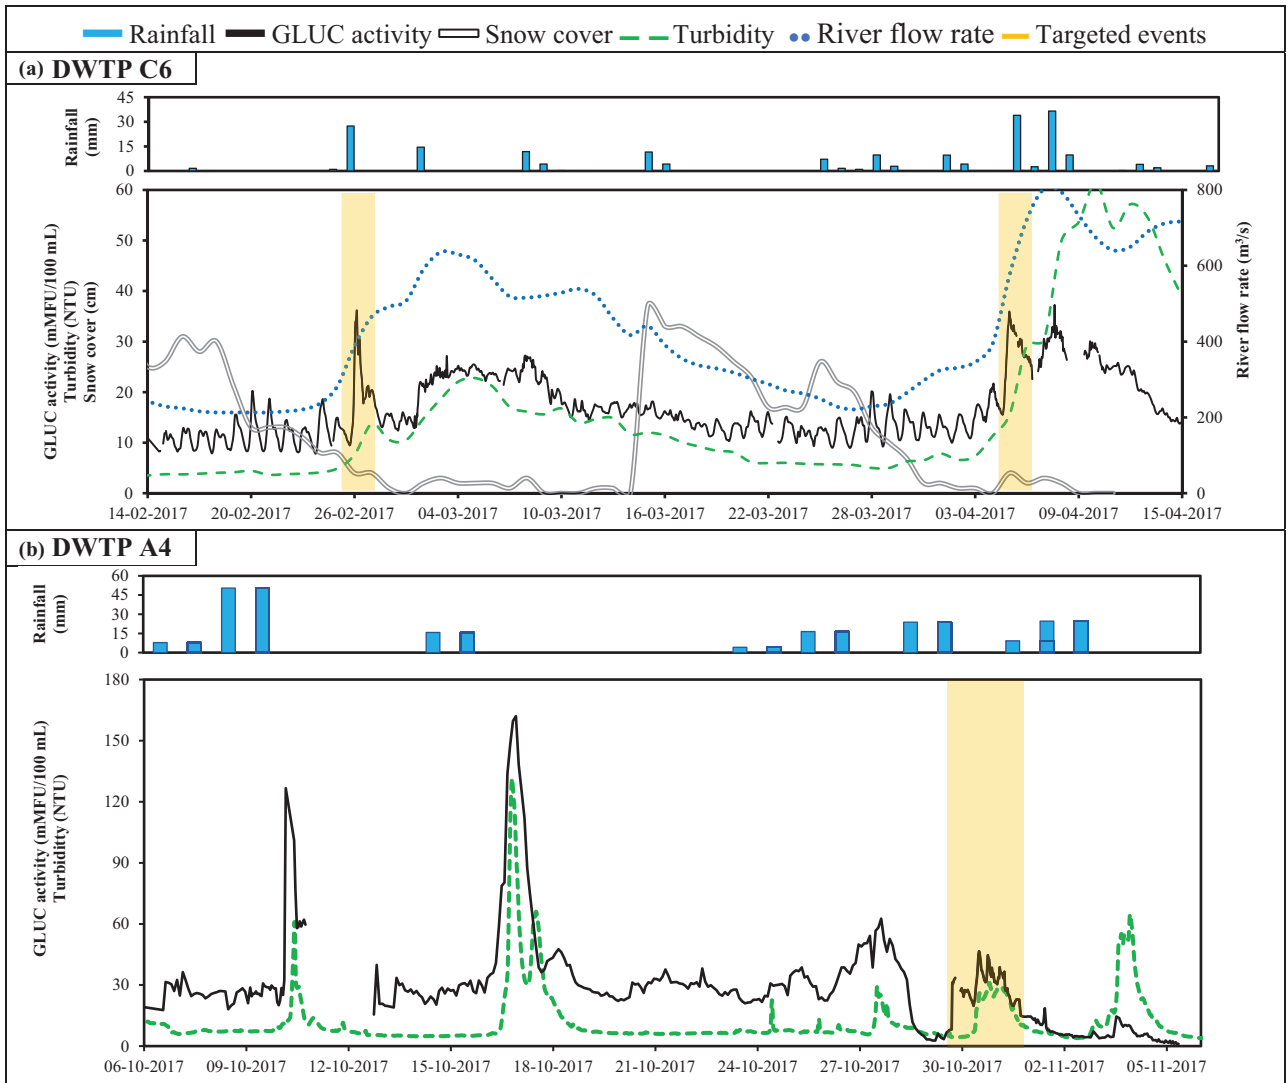 Rainfall GLUC activity Snow cover Turbidity River flow rate Targeted events
(a) DWTP C6
Rainfall
(mm)
45
30
15
0
GLUC activity (mMFU/100 mL)
Turbidity (NTU)
Snow cover (cm)
60
50
40
30
20
10
0
800
600
400
200
0
River flow rate (m³/s)
14-02-2017 20-02-2017 26-02-2017 04-03-2017 10-03-2017 16-03-2017 22-03-2017 28-03-2017 03-04-2017 09-04-2017 15-04-2017
(b) DWTP A4
Rainfall
(mm)
60
45
30
15
0
GLUC activity (mMFU/100 mL)
Turbiditty (NTU)
180
150
120
90
60
30
0
06-10-2017 09-10-2017 12-10-2017 15-10-2017 18-10-2017 21-10-2017 24-10-2017 27-10-2017 30-10-2017 02-11-2017 05-11-2017